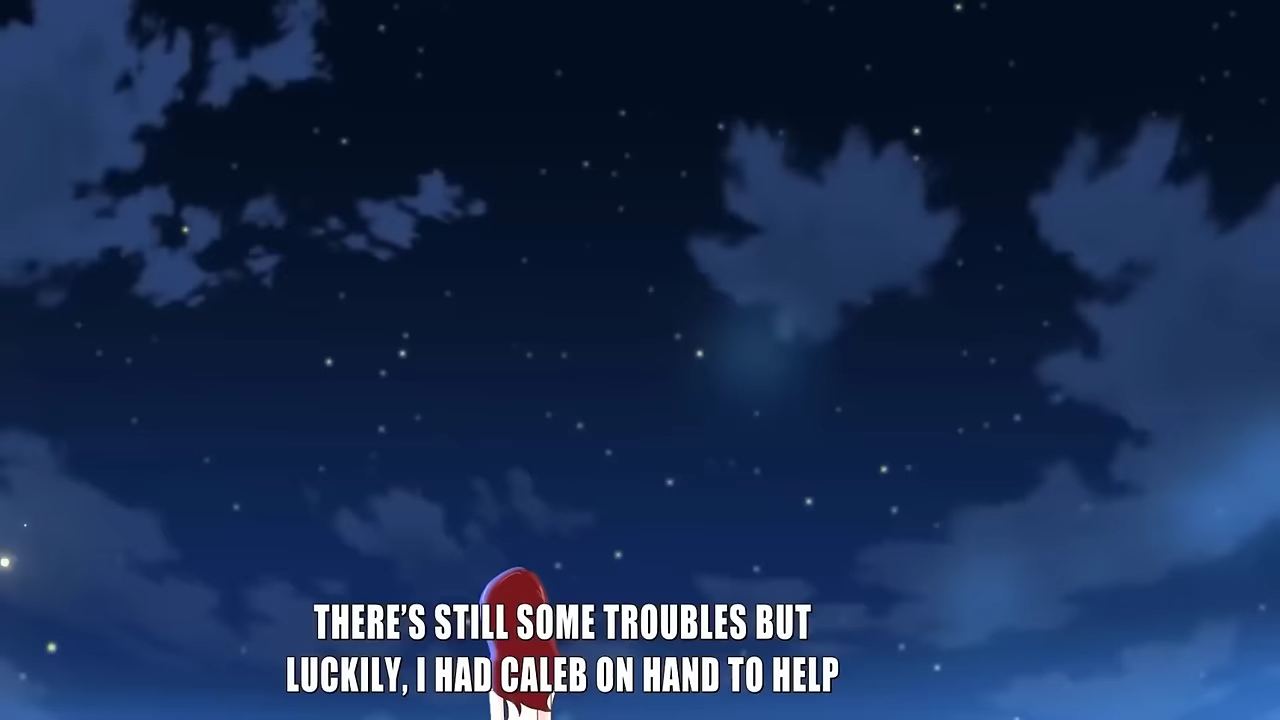 THERE’S STILL SOME TROUBLES BUT
LUCKILY, I HAD CALEB ON HAND TO HELP